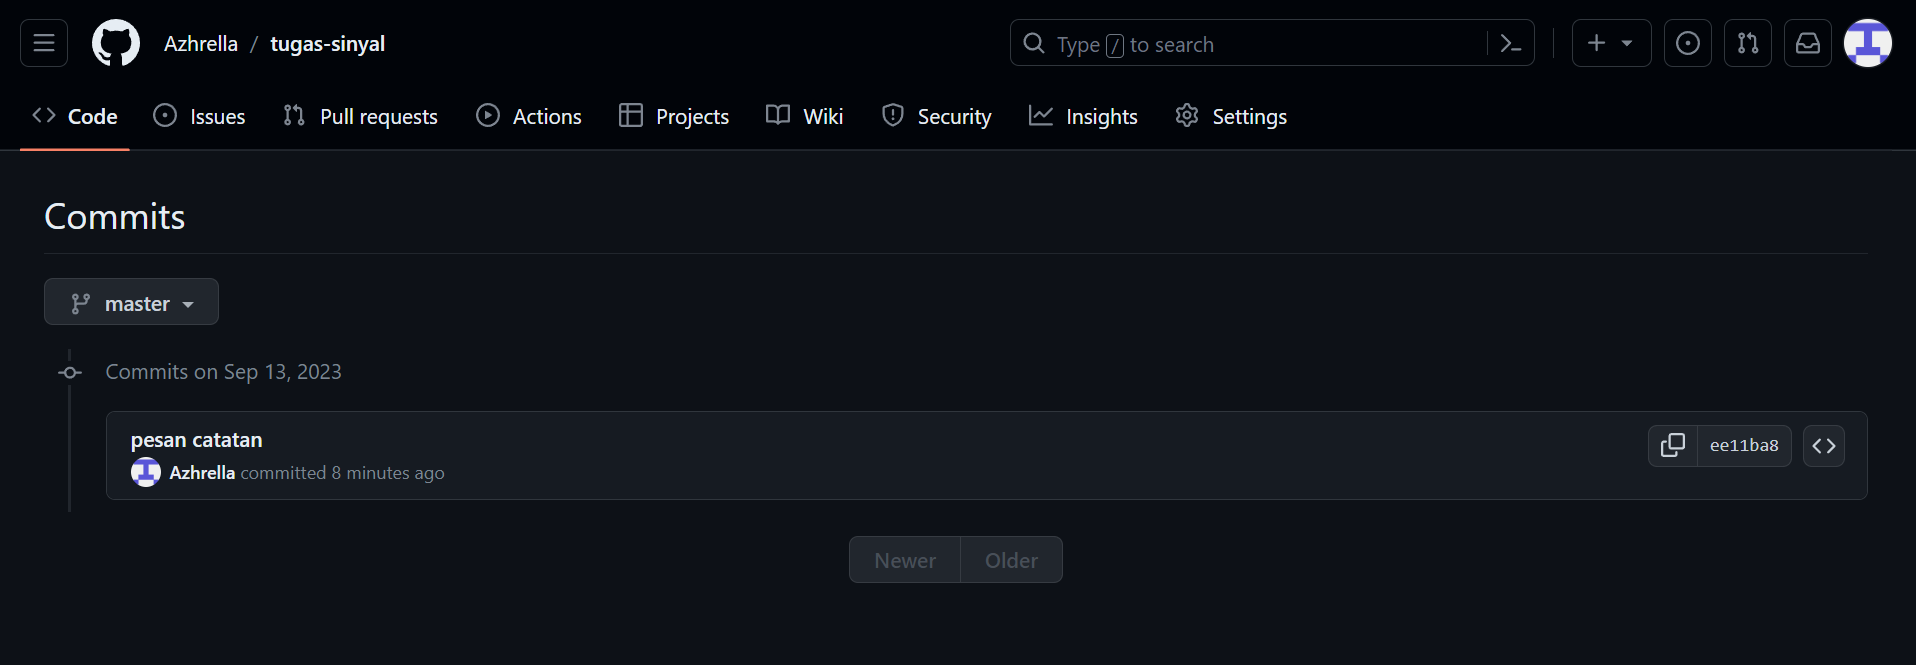 Azhrella / tugas-sinyal
Type / to search
Code Issues Pull requests Actions Projects Wiki Security Insights Settings
Commits
master
Commits on Sep 13, 2023
pesan catatan
ee11ba8
Azhrella committed 8 minutes ago
Newer Older